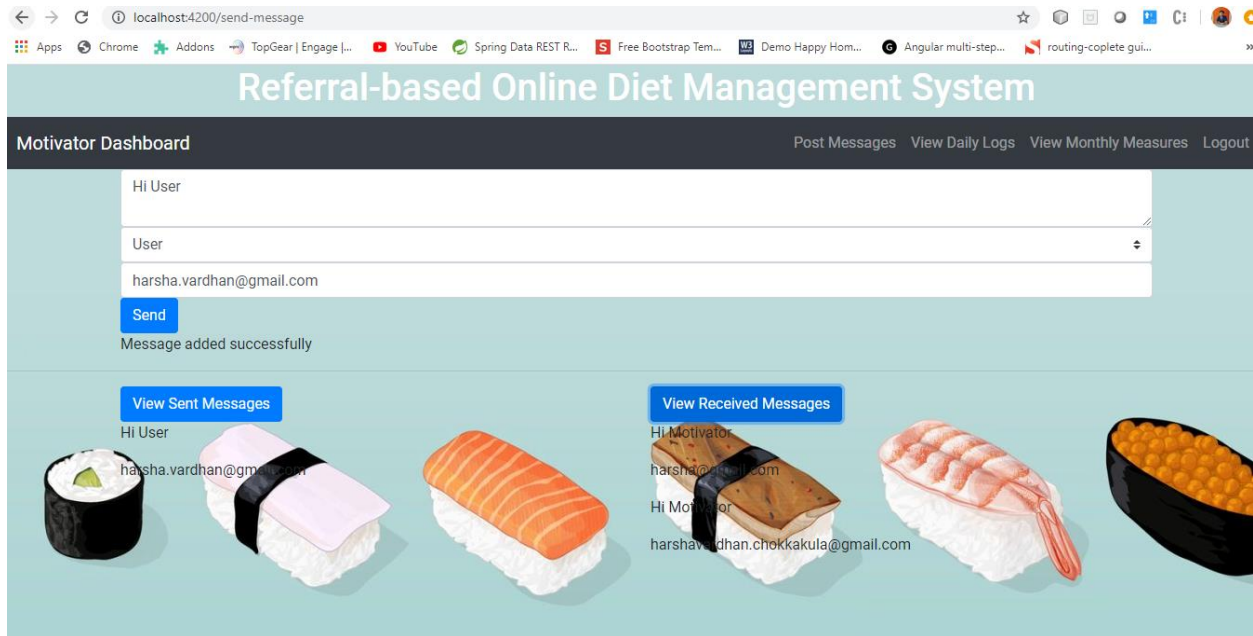 localhost:4200/send-message
Apps Chrome Addons TopGear | Engage |... YouTube Spring Data REST R... S Free Bootstrap Tem... W3 Demo Happy Hom... G Angular multi-step... routing-coplete gui... »
Referral-based Online Diet Management System
Motivator Dashboard Post Messages View Daily Logs View Monthly Measures Logout
Hi User
User
harsha.vardhan@gmail.com
Send
Message added successfully
View Sent Messages
Hi User
harsha.vardhan@gmail.com
View Received Messages
Hi Motivator
harsha@gmail.com
Hi Motivator
harshavardhan.chokkakula@gmail.com